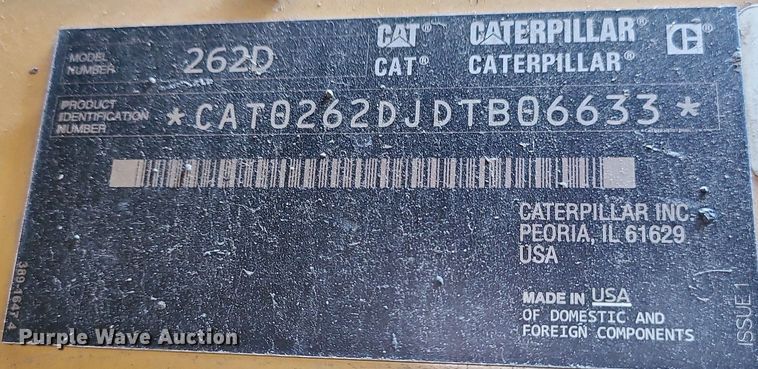 MODEL NUMBER 262D
CAT® CATERPILLAR®
CAT® CATERPILLAR®
PRODUCT IDENTIFICATION NUMBER *CAT0262DJDTB06633*
CATERPILLAR INC.
PEORIA, IL 61629
USA
MADE IN USA
OF DOMESTIC AND
FOREIGN COMPONENTS
389-1647 4
ISSUE 1
Purple Wave Auction